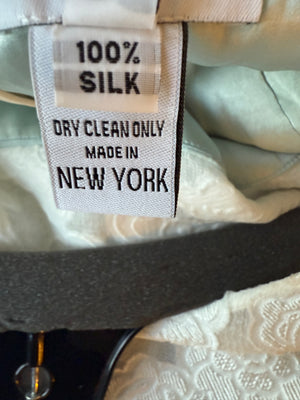 100%
SILK
DRY CLEAN ONLY
MADE IN
NEW YORK